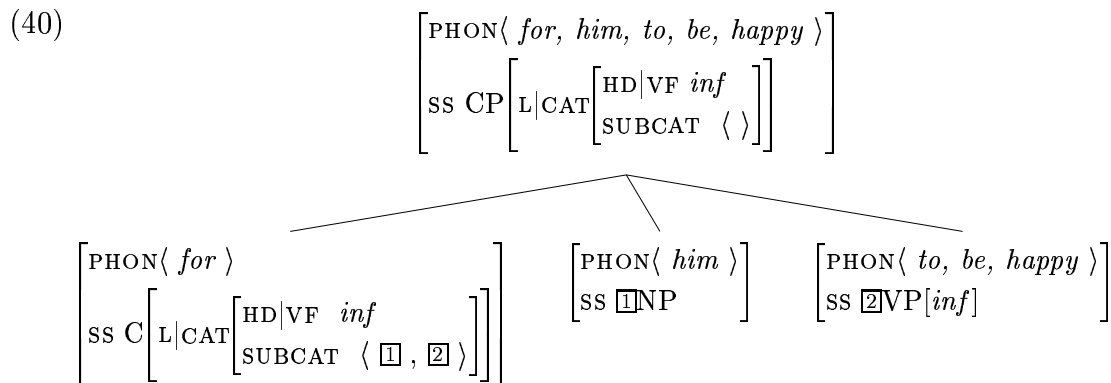 (40)
PHON⟨ for, him, to, be, happy ⟩
SS CP[L|CAT[HD|VF inf
SUBCAT ⟨ ⟩]]
PHON⟨ for ⟩
SS C[L|CAT[HD|VF inf
SUBCAT ⟨ 1 , 2 ⟩]]
PHON⟨ him ⟩
SS 1NP
PHON⟨ to, be, happy ⟩
SS 2VP[inf]